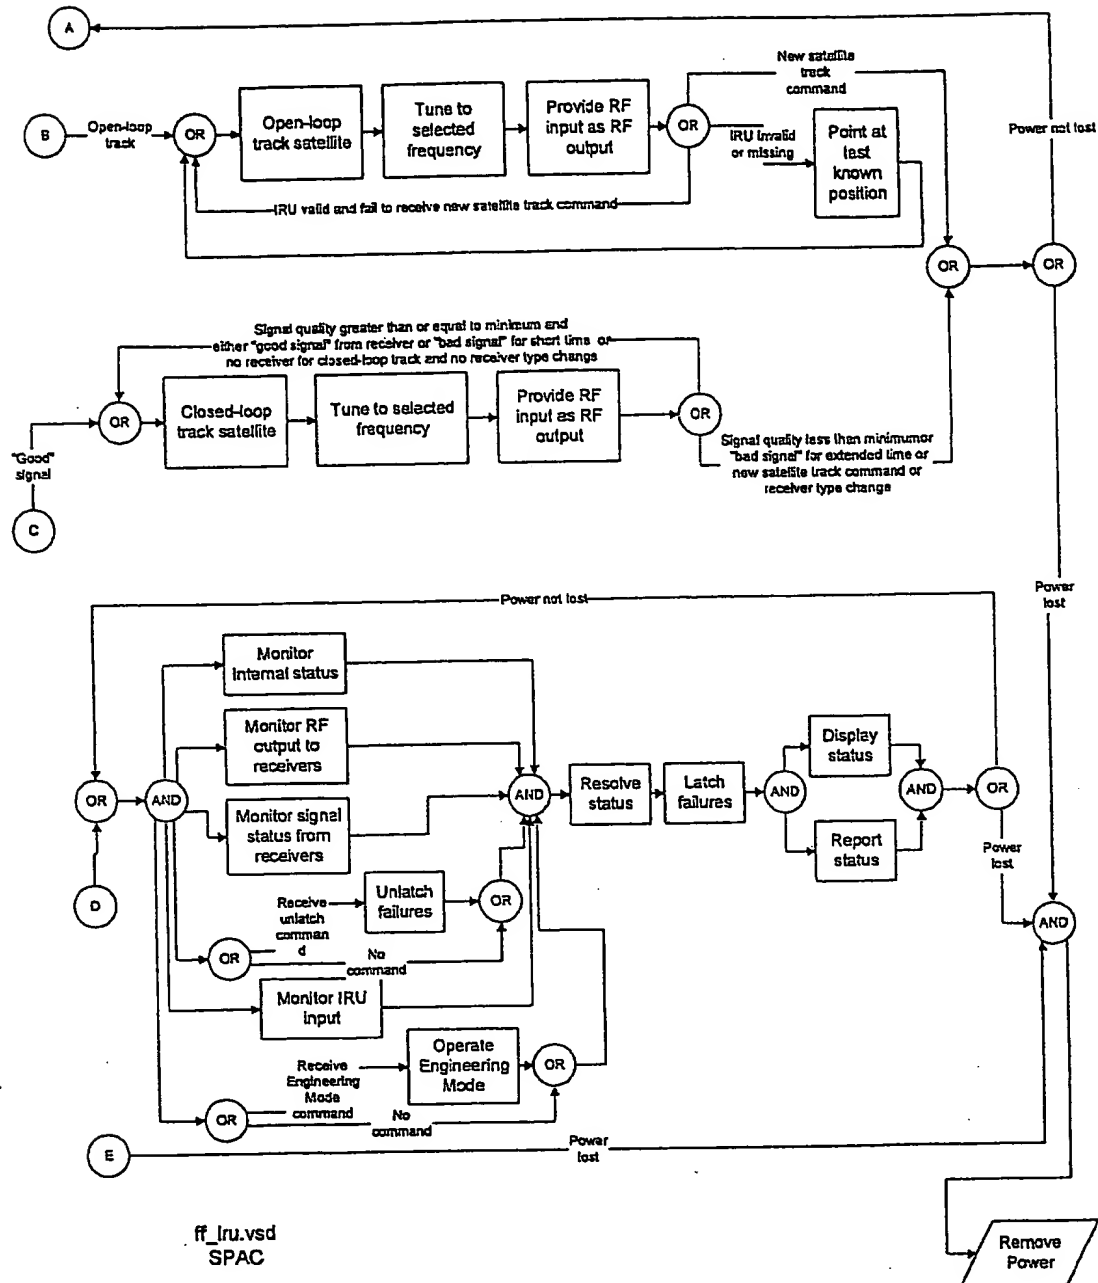 A
New satellite
track
command
B
Open-loop
track
OR
Open-loop
track satellite
Tune to
selected
frequency
Provide RF
input as RF
output
OR
IRU invalid
or missing
Point at
last
known
position
Power not lost
IRU valid and fail to receive new satellite track command
OR
OR
Signal quality greater than or equal to minimum and
either "good signal" from receiver or "bad signal" for short time or
no receiver for closed-loop track and no receiver type change
OR
Closed-loop
track satellite
Tune to selected
frequency
Provide RF
input as RF
output
OR
"Good"
signal
Signal quality less than minimumor
"bad signal" for extended time or
new satellite track command or
receiver type change
C
Power
lost
Power not lost
Monitor
internal status
Monitor RF
output to
receivers
Display
status
OR
AND
Monitor signal
status from
receivers
AND
Resolve
status
Latch
failures
AND
AND
OR
Report
status
Power
lost
D
Receive
unlatch
comman
d
Unlatch
failures
OR
AND
OR
No
command
Monitor IRU
input
Receive
Engineering
Mode
command
Operate
Engineering
Mode
OR
OR
No
command
E
Power
lost
ff_lru.vsd
SPAC
Remove
Power